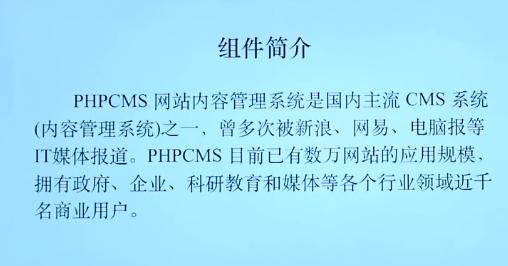 组件简介
PHPCMS 网站内容管理系统是国内主流 CMS 系统
(内容管理系统)之一，曾多次被新浪、网易、电脑报等
IT媒体报道。PHPCMS 目前已有数万网站的应用规模，
拥有政府、企业、科研教育和媒体等各个行业领域近千
名商业用户。